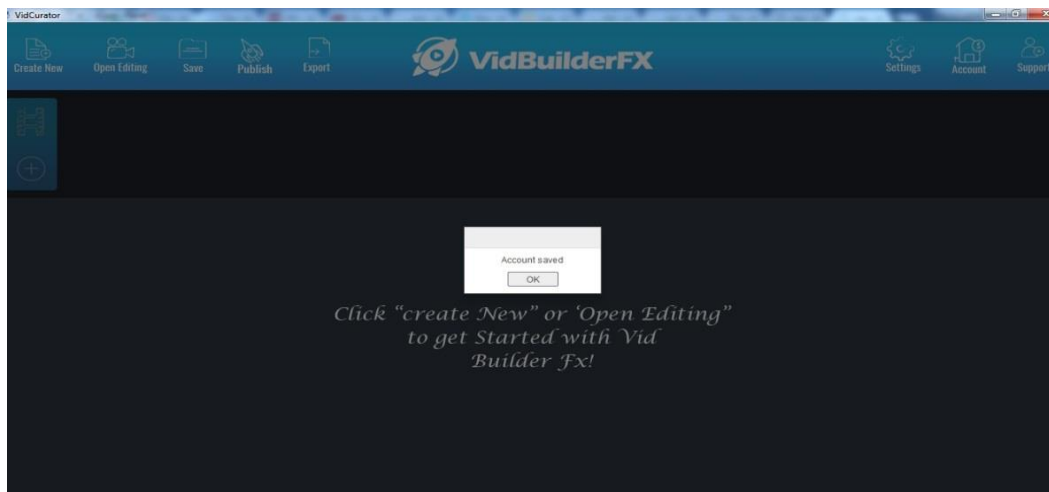 VidCurator
Create New
Open Editing
Save
Publish
Export
VidBuilderFX
Settings
Account
Support
Account saved
OK
Click "create New" or 'Open Editing"
to get Started with Vid
Builder Fx!